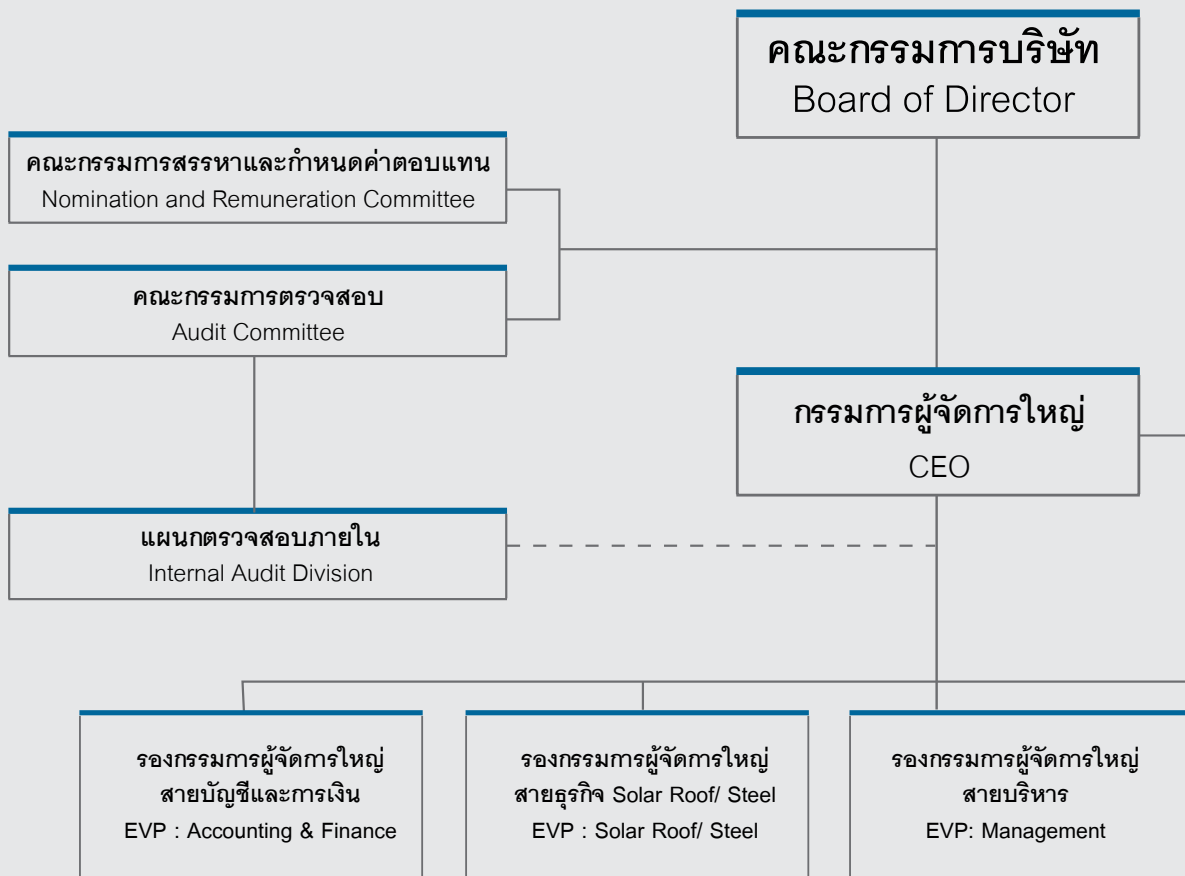 คณะกรรมการบริษัท
Board of Director
คณะกรรมการสรรหาและกำหนดค่าตอบแทน
Nomination and Remuneration Committee
คณะกรรมการตรวจสอบ
Audit Committee
กรรมการผู้จัดการใหญ่
CEO
แผนกตรวจสอบภายใน
Internal Audit Division
รองกรรมการผู้จัดการใหญ่
สายบัญชีและการเงิน
EVP : Accounting & Finance
รองกรรมการผู้จัดการใหญ่
สายธุรกิจ Solar Roof/ Steel
EVP : Solar Roof/ Steel
รองกรรมการผู้จัดการใหญ่
สายบริหาร
EVP: Management